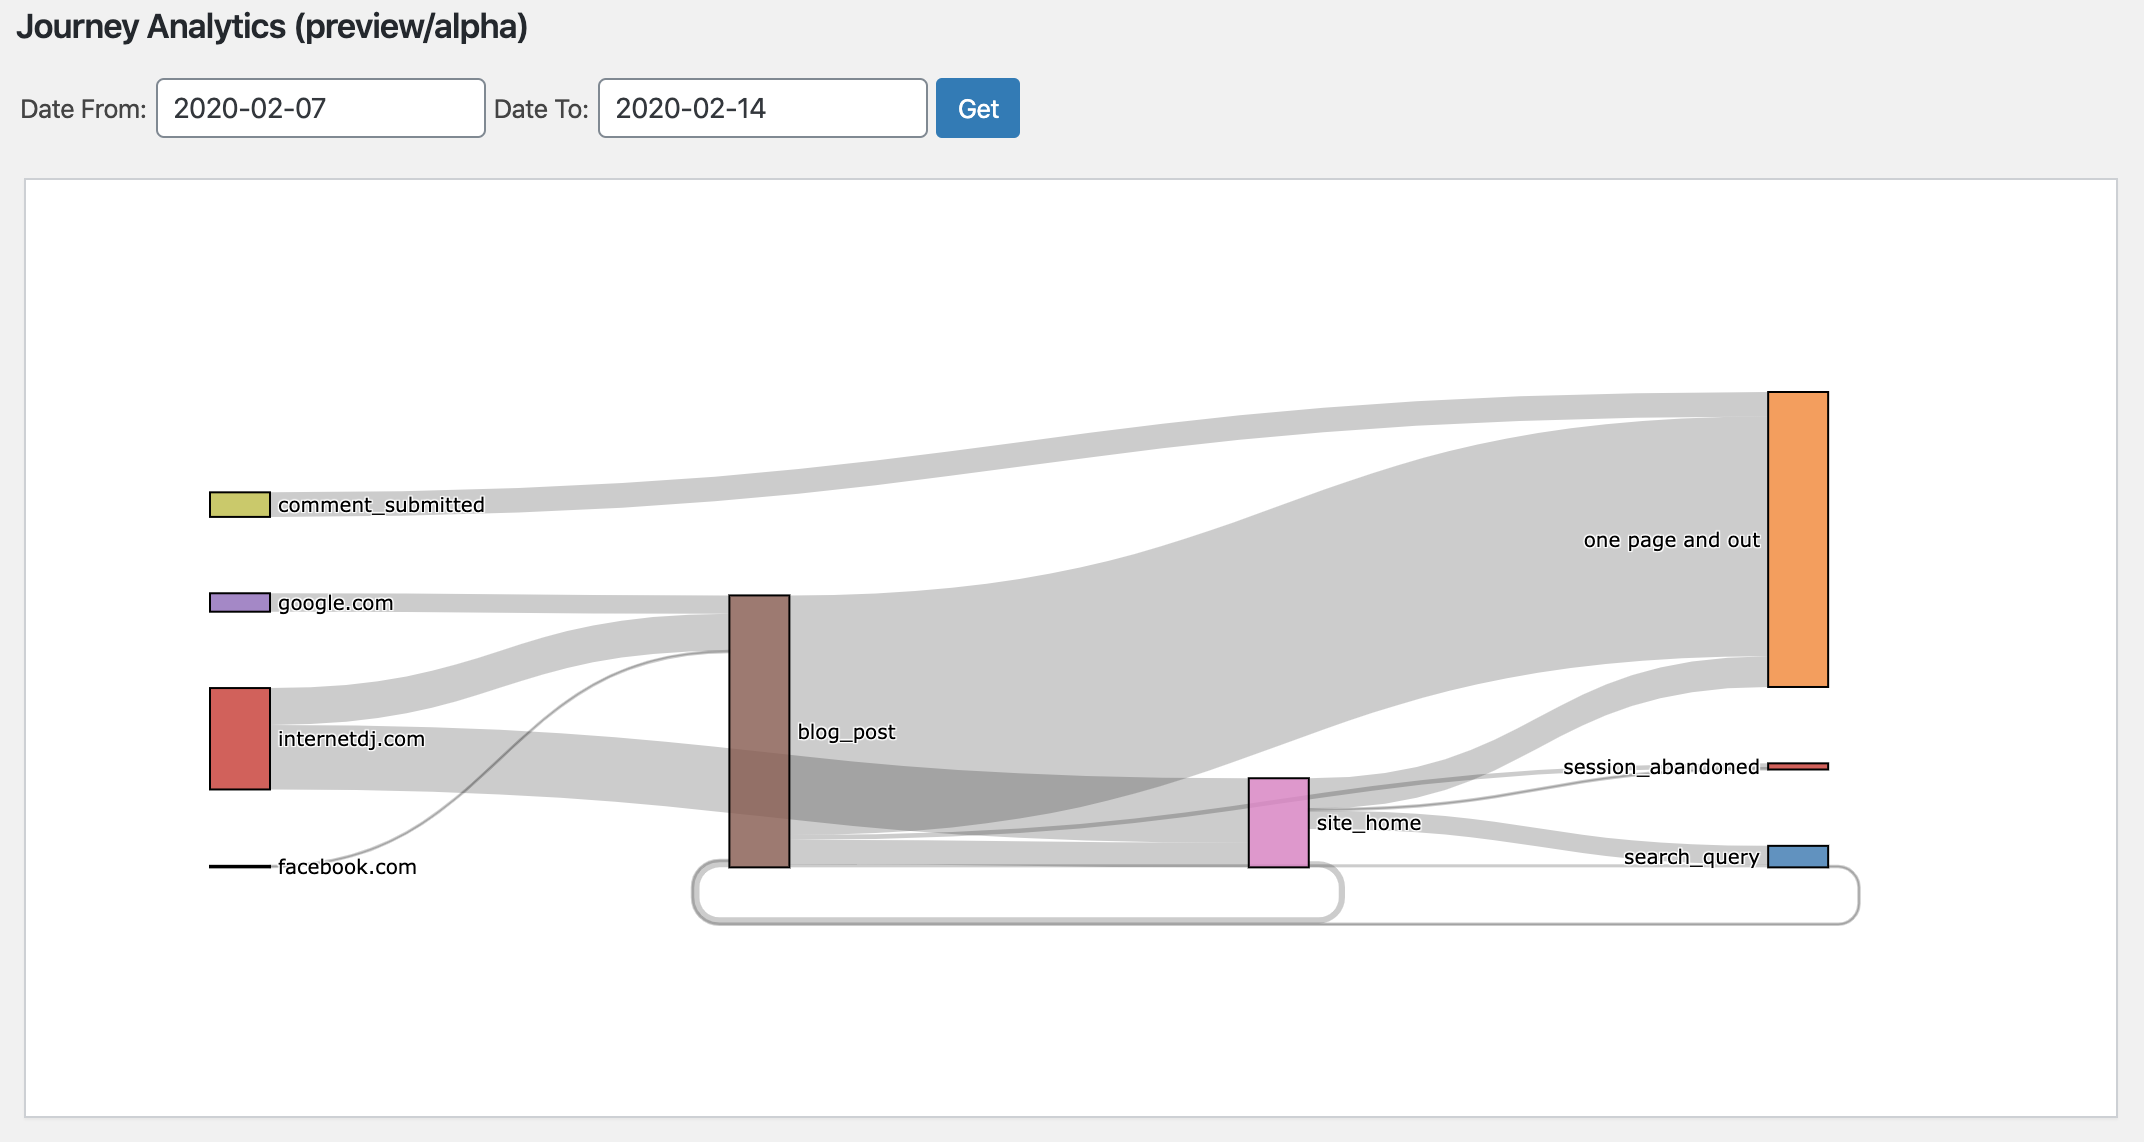 Journey Analytics (preview/alpha)
Date From: 2020-02-07 Date To: 2020-02-14 Get
comment_submitted
one page and out
google.com
blog_post
internetdj.com
session_abandoned
site_home
search_query
facebook.com